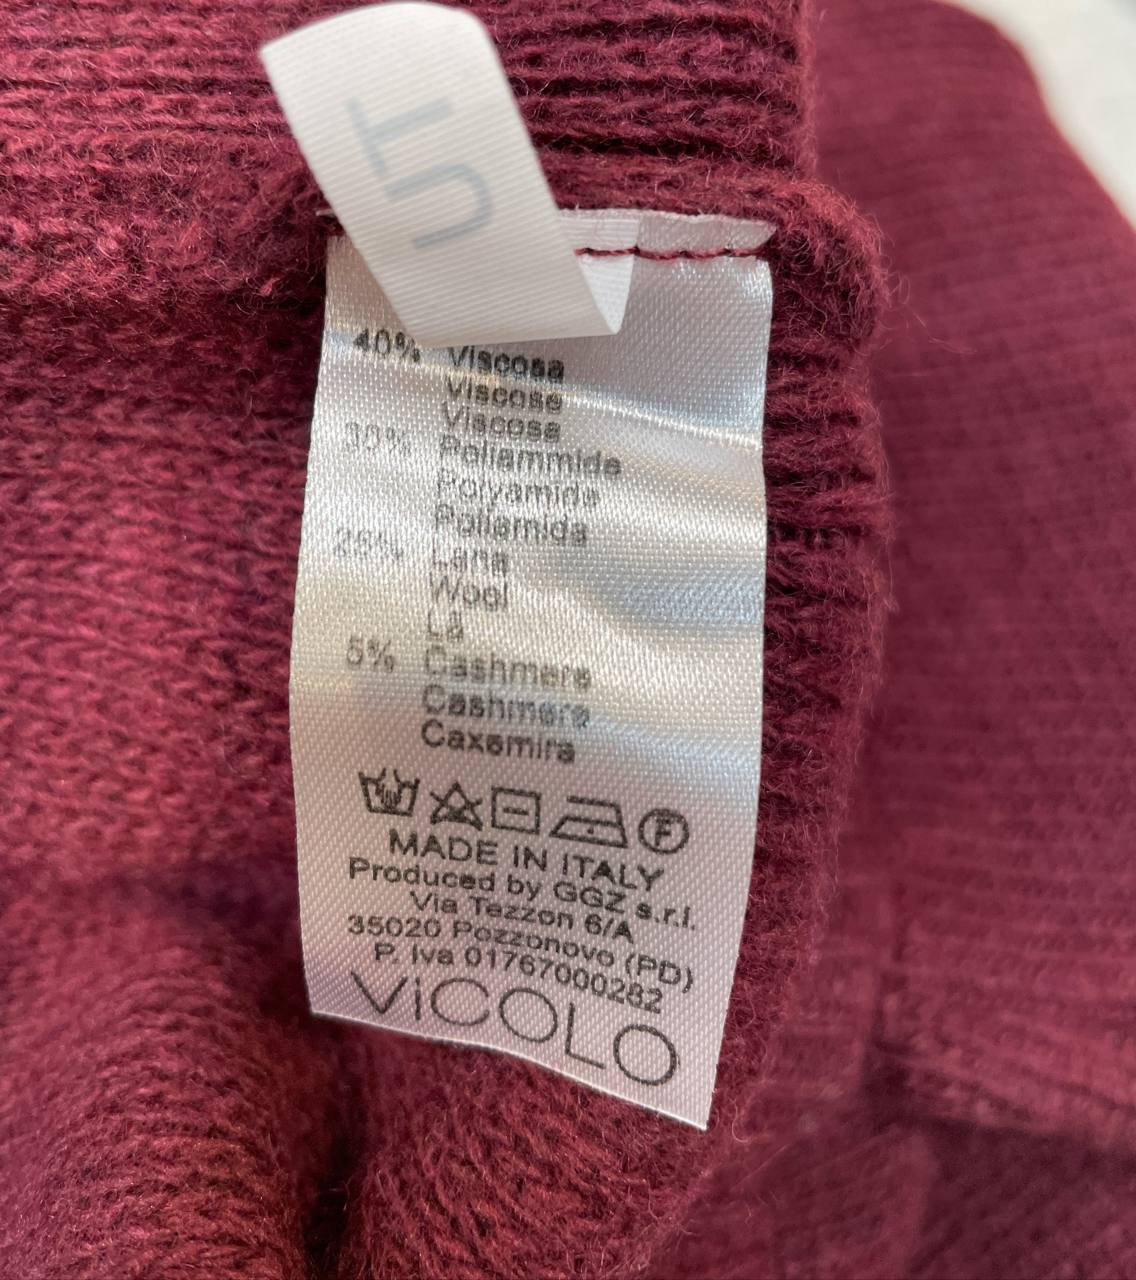 UT
40% Viscosa
Viscose
Viscosa
30% Poliammide
Polyamide
Poliamida
25% Lana
Wool
Lã
5% Cashmere
Cashmere
Caxemira
F
MADE IN ITALY
Produced by GGZ s.r.l.
Via Tezzon 6/A
35020 Pozzonovo (PD)
P. Iva 01767000282
ViCOLO